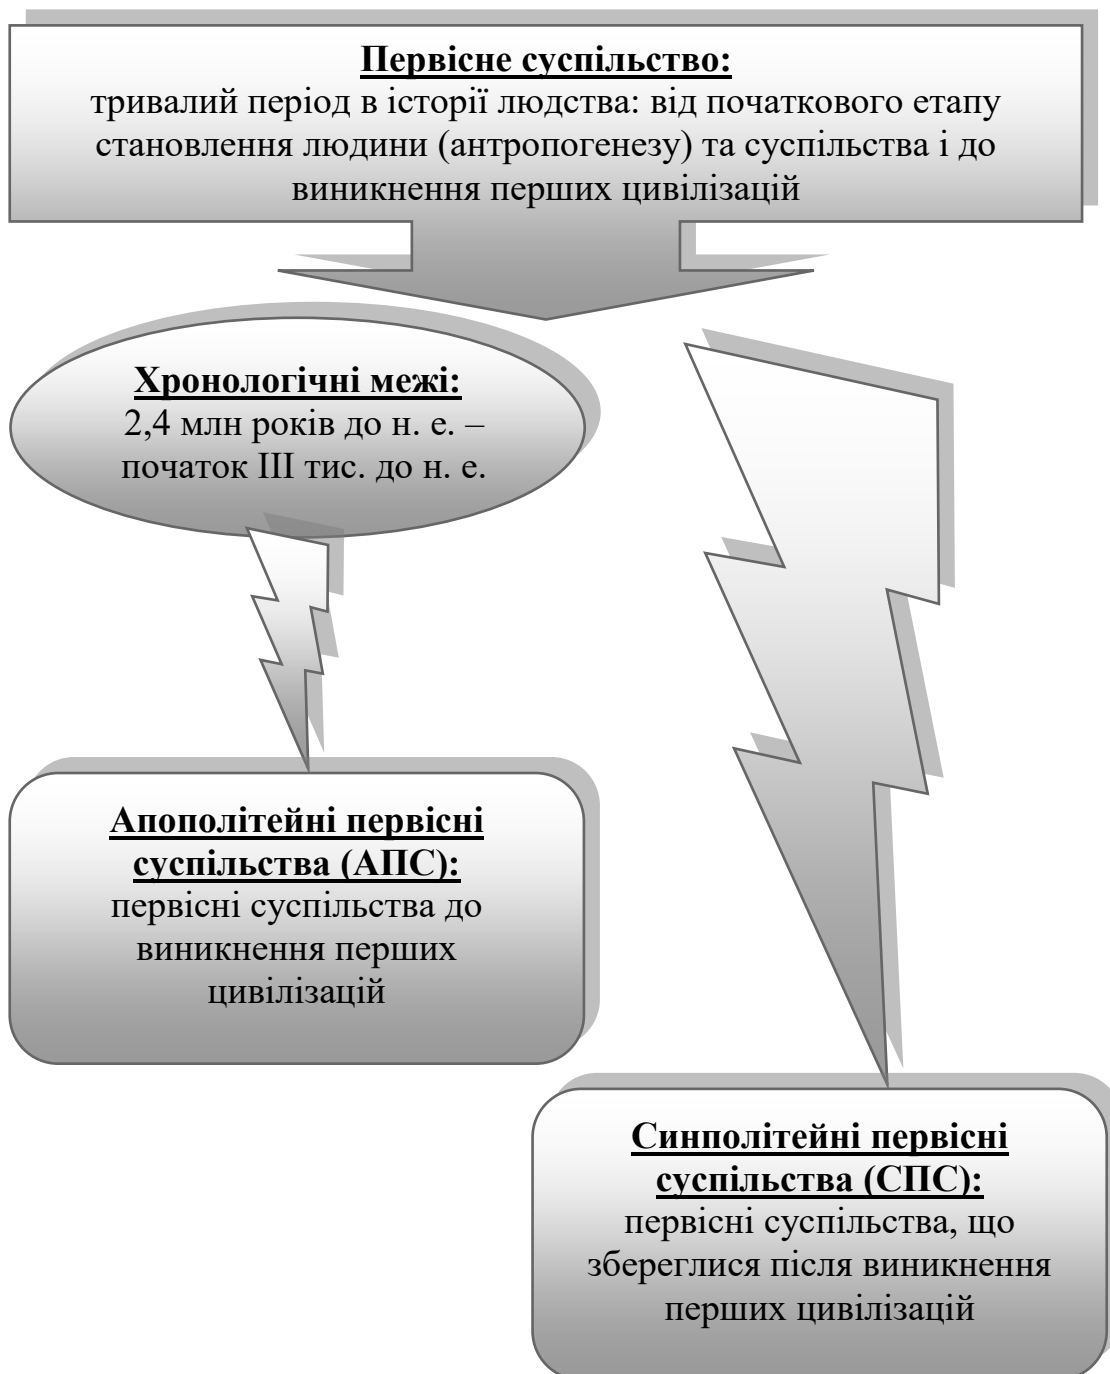 Первісне суспільство:
тривалий період в історії людства: від початкового етапу
становлення людини (антропогенезу) та суспільства і до
виникнення перших цивілізацій
Хронологічні межі:
2,4 млн років до н. е. –
початок ІІІ тис. до н. е.
Апополітейні первісні
суспільства (АПС):
первісні суспільства до
виникнення перших
цивілізацій
Синполітейні первісні
суспільства (СПС):
первісні суспільства, що
збереглися після виникнення
перших цивілізацій